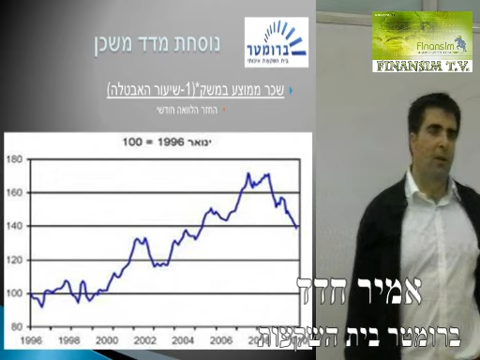 נוסחת מדד משכן
ברומטר
בית השקעות איכותי
Finansim
FINANSIM T.V.
שכר ממוצע במשק*(1-שיעור האבטלה)
החזר הלוואה חודשי
ינואר 1996 = 100
180
160
140
120
100
80
1996 1998 2000 2002 2004 2006
אמיר חדד
ברומטר בית השקעות